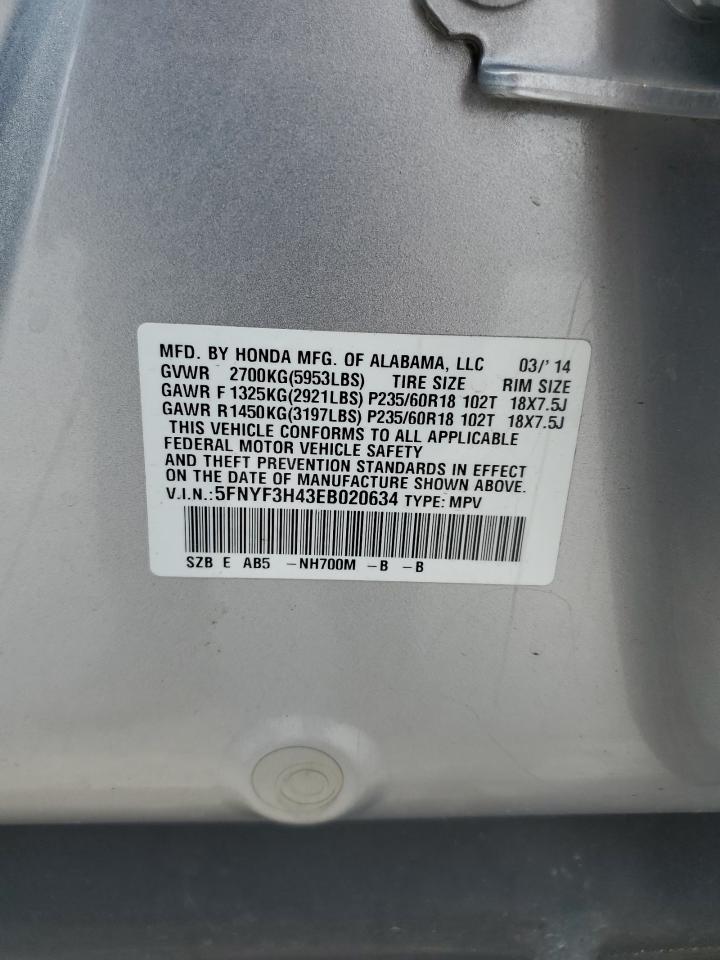 MFD. BY HONDA MFG. OF ALABAMA, LLC 03/' 14
GVWR 2700KG(5953LBS) TIRE SIZE RIM SIZE
GAWR F 1325KG(2921LBS) P235/60R18 102T 18X7.5J
GAWR R1450KG(3197LBS) P235/60R18 102T 18X7.5J
THIS VEHICLE CONFORMS TO ALL APPLICABLE
FEDERAL MOTOR VEHICLE SAFETY
AND THEFT PREVENTION STANDARDS IN EFFECT
ON THE DATE OF MANUFACTURE SHOWN ABOVE.
V.I.N.:5FNYF3H43EB020634 TYPE: MPV
SZB E AB5 -NH700M -B -B